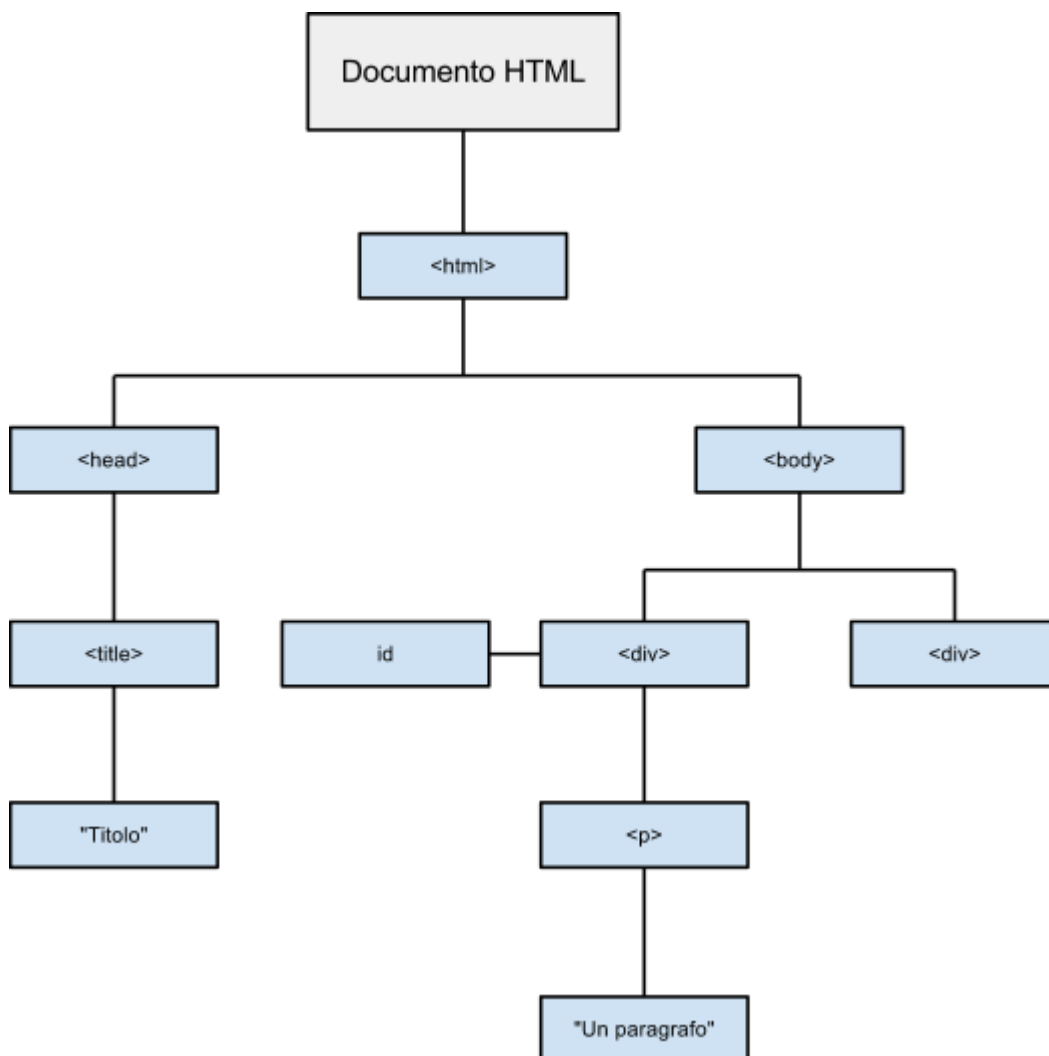 Documento HTML
<html>
<head>
<body>
<title>
id
<div>
<div>
"Titolo"
<p>
"Un paragrafo"